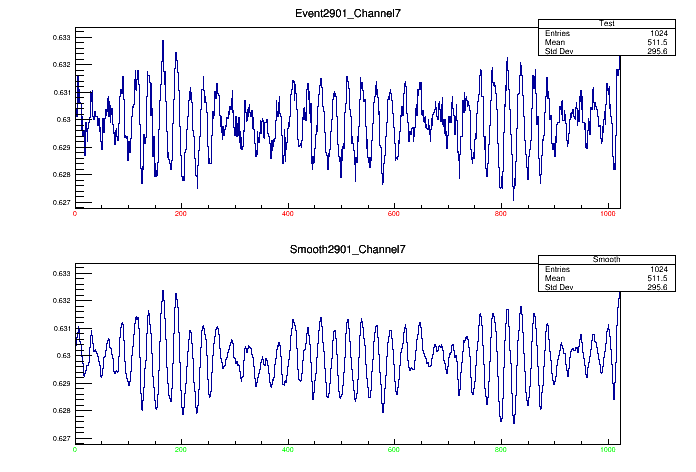 Event2901_Channel7
Test
Entries 1024
Mean 511.5
Std Dev 295.6
0.633
0.632
0.631
0.63
0.629
0.628
0.627
0 200 400 600 800 1000
Smooth2901_Channel7
Smooth
Entries 1024
Mean 511.5
Std Dev 295.6
0.633
0.632
0.631
0.63
0.629
0.628
0.627
0 200 400 600 800 1000